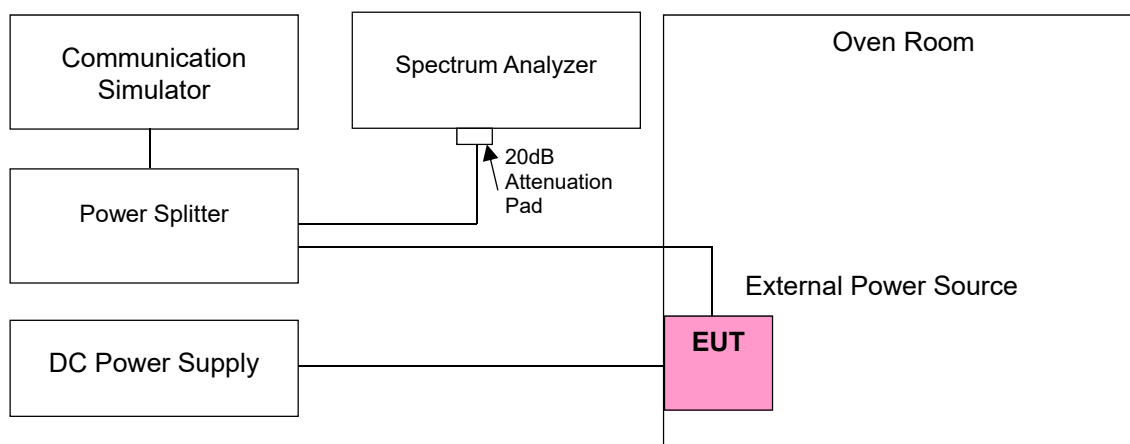 Communication
Simulator
Spectrum Analyzer
Oven Room
20dB
Attenuation
Pad
Power Splitter
External Power Source
EUT
DC Power Supply